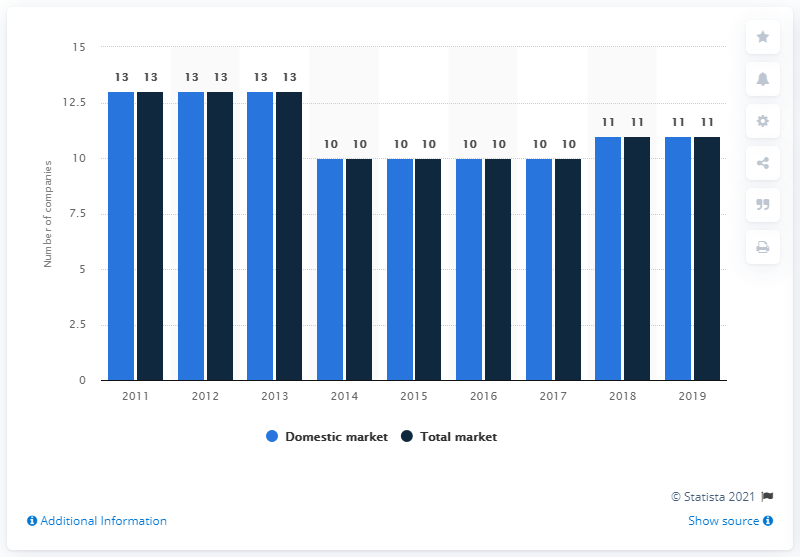 15
12.5
10
7.5
5
2.5
0
Number of companies
13 13 13 13 13 13 10 10 10 10 10 10 10 10 11 11 11 11
2011 2012 2013 2014 2015 2016 2017 2018 2019
Domestic market Total market
© Statista 2021
Additional Information Show source